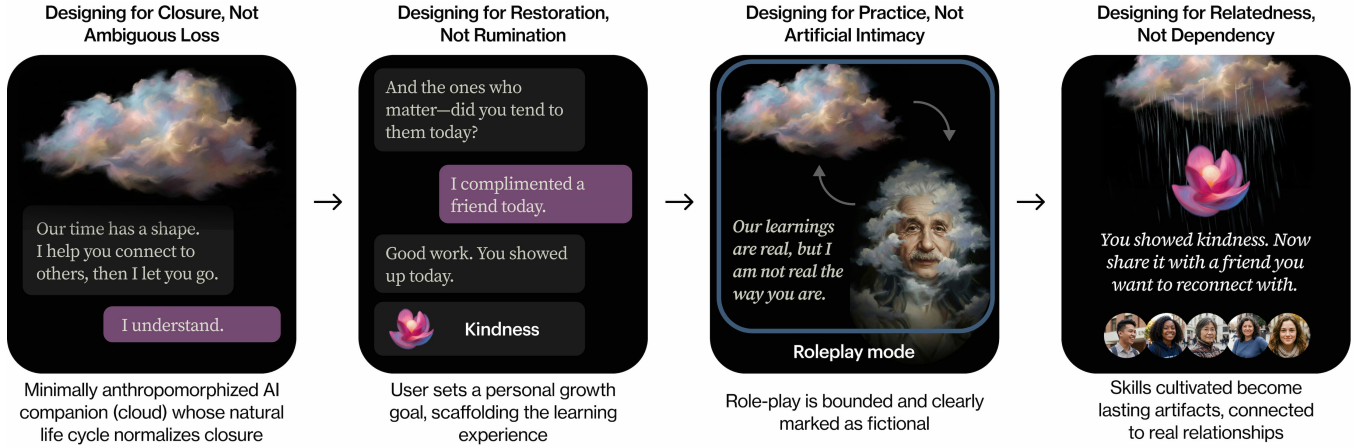 Designing for Closure, Not
Ambiguous Loss
Our time has a shape.
I help you connect to
others, then I let you go.
I understand.
Minimally anthropomorphized AI
companion (cloud) whose natural
life cycle normalizes closure
Designing for Restoration,
Not Rumination
And the ones who
matter—did you tend to
them today?
I complimented a
friend today.
Good work. You showed
up today.
Kindness
User sets a personal growth
goal, scaffolding the learning
experience
Designing for Practice, Not
Artificial Intimacy
Our learnings
are real, but I
am not real the
way you are.
Roleplay mode
Role-play is bounded and clearly
marked as fictional
Designing for Relatedness,
Not Dependency
You showed kindness. Now
share it with a friend you
want to reconnect with.
Skills cultivated become
lasting artifacts, connected
to real relationships